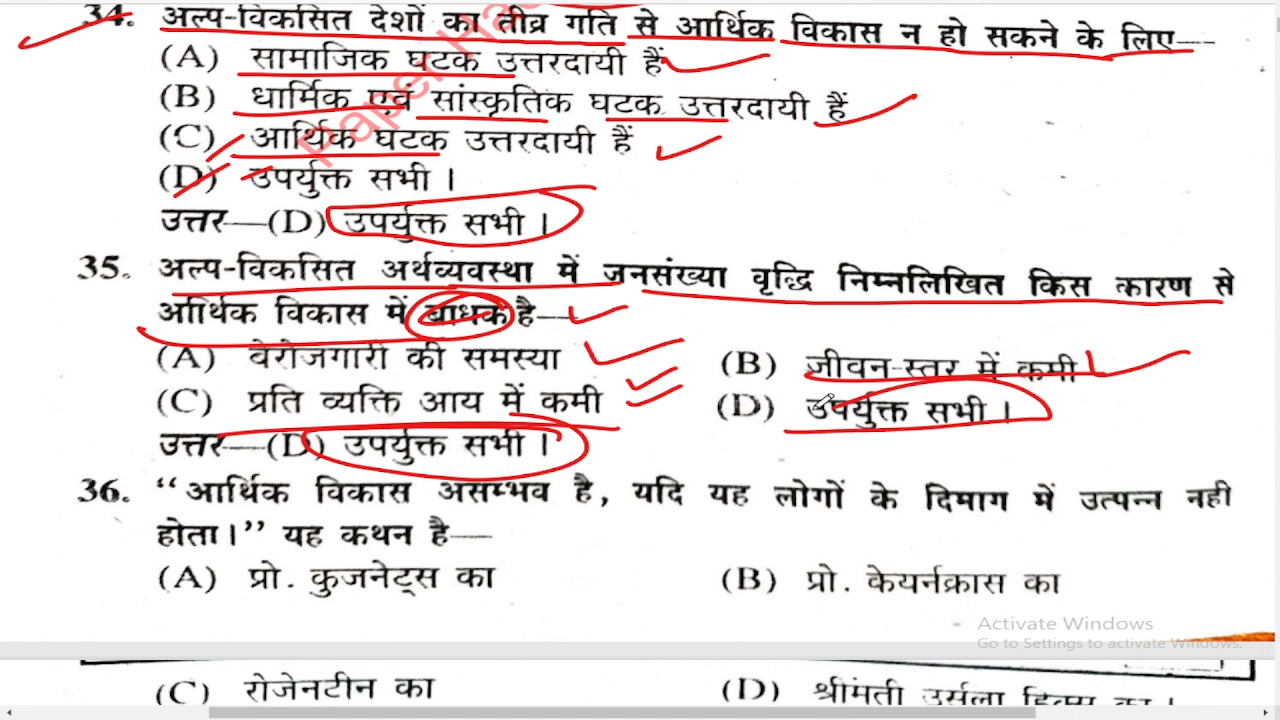 34. अल्प-विकसित देशों का तीव्र गति से आर्थिक विकास न हो सकने के लिए—
(A) सामाजिक घटक उत्तरदायी हैं
(B) धार्मिक एवं सांस्कृतिक घटक उत्तरदायी हैं
(C) आर्थिक घटक उत्तरदायी हैं
(D) उपर्युक्त सभी।
उत्तर—(D) उपर्युक्त सभी।
35. अल्प-विकसित अर्थव्यवस्था में जनसंख्या वृद्धि निम्नलिखित किस कारण से
आर्थिक विकास में बाधक है—
(A) बेरोजगारी की समस्या (B) जीवन-स्तर में कमी
(C) प्रति व्यक्ति आय में कमी (D) उपर्युक्त सभी।
उत्तर—(D) उपर्युक्त सभी।
36. “आर्थिक विकास असम्भव है, यदि यह लोगों के दिमाग में उत्पन्न नही
होता।” यह कथन है—
(A) प्रो. कुजनेट्स का (B) प्रो. केयर्नक्रास का
Activate Windows
Go to Settings to activate Windows.
(C) रोजेनटीन का (D) श्रीमती उर्सला हिक्स का।